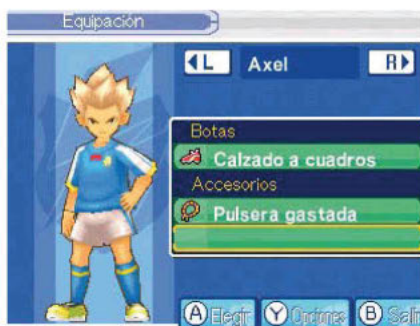 Equipación
L Axel R
Botas
Calzado a cuadros
Accesorios
Pulsera gastada
A Elegir Y Opciones B Salir